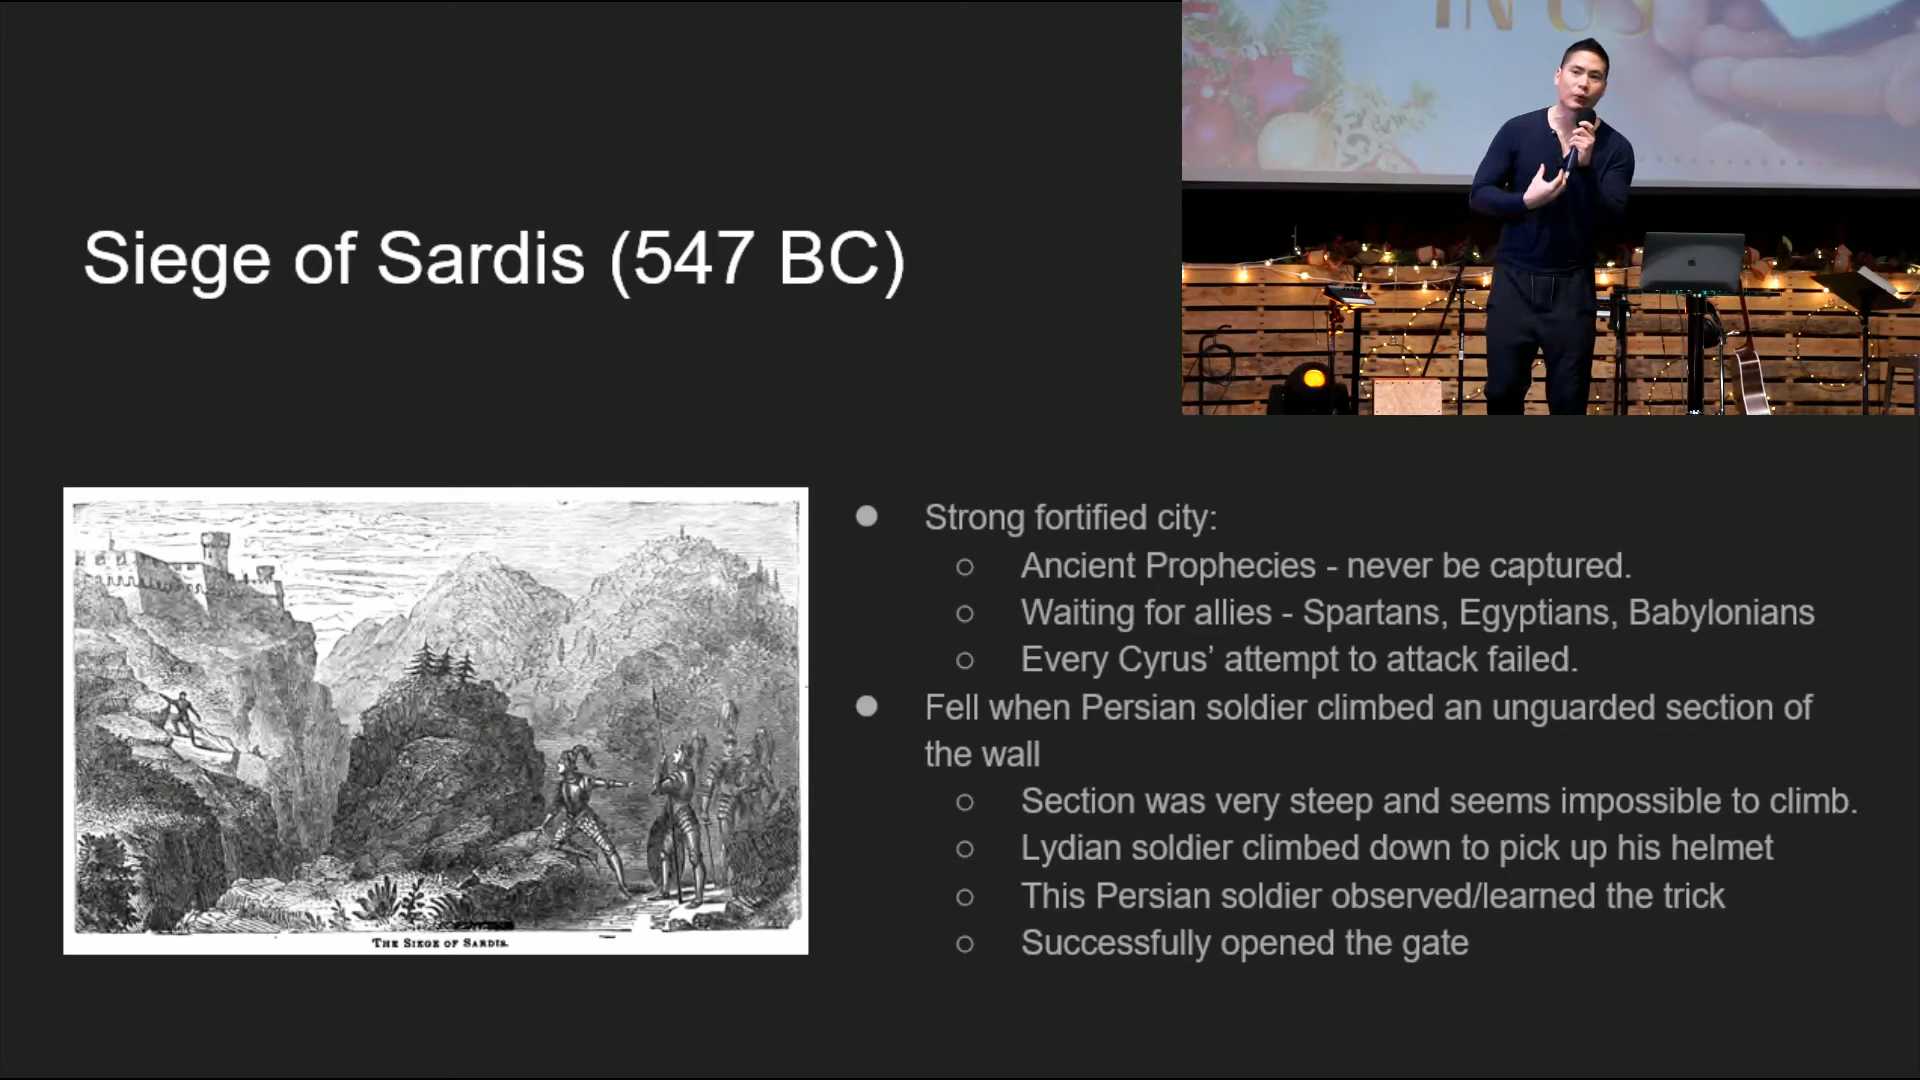 IN US
Siege of Sardis (547 BC)
● Strong fortified city:
○ Ancient Prophecies - never be captured.
○ Waiting for allies - Spartans, Egyptians, Babylonians
○ Every Cyrus’ attempt to attack failed.
● Fell when Persian soldier climbed an unguarded section of
the wall
○ Section was very steep and seems impossible to climb.
○ Lydian soldier climbed down to pick up his helmet
○ This Persian soldier observed/learned the trick
○ Successfully opened the gate
THE SIEGE OF SARDIS.